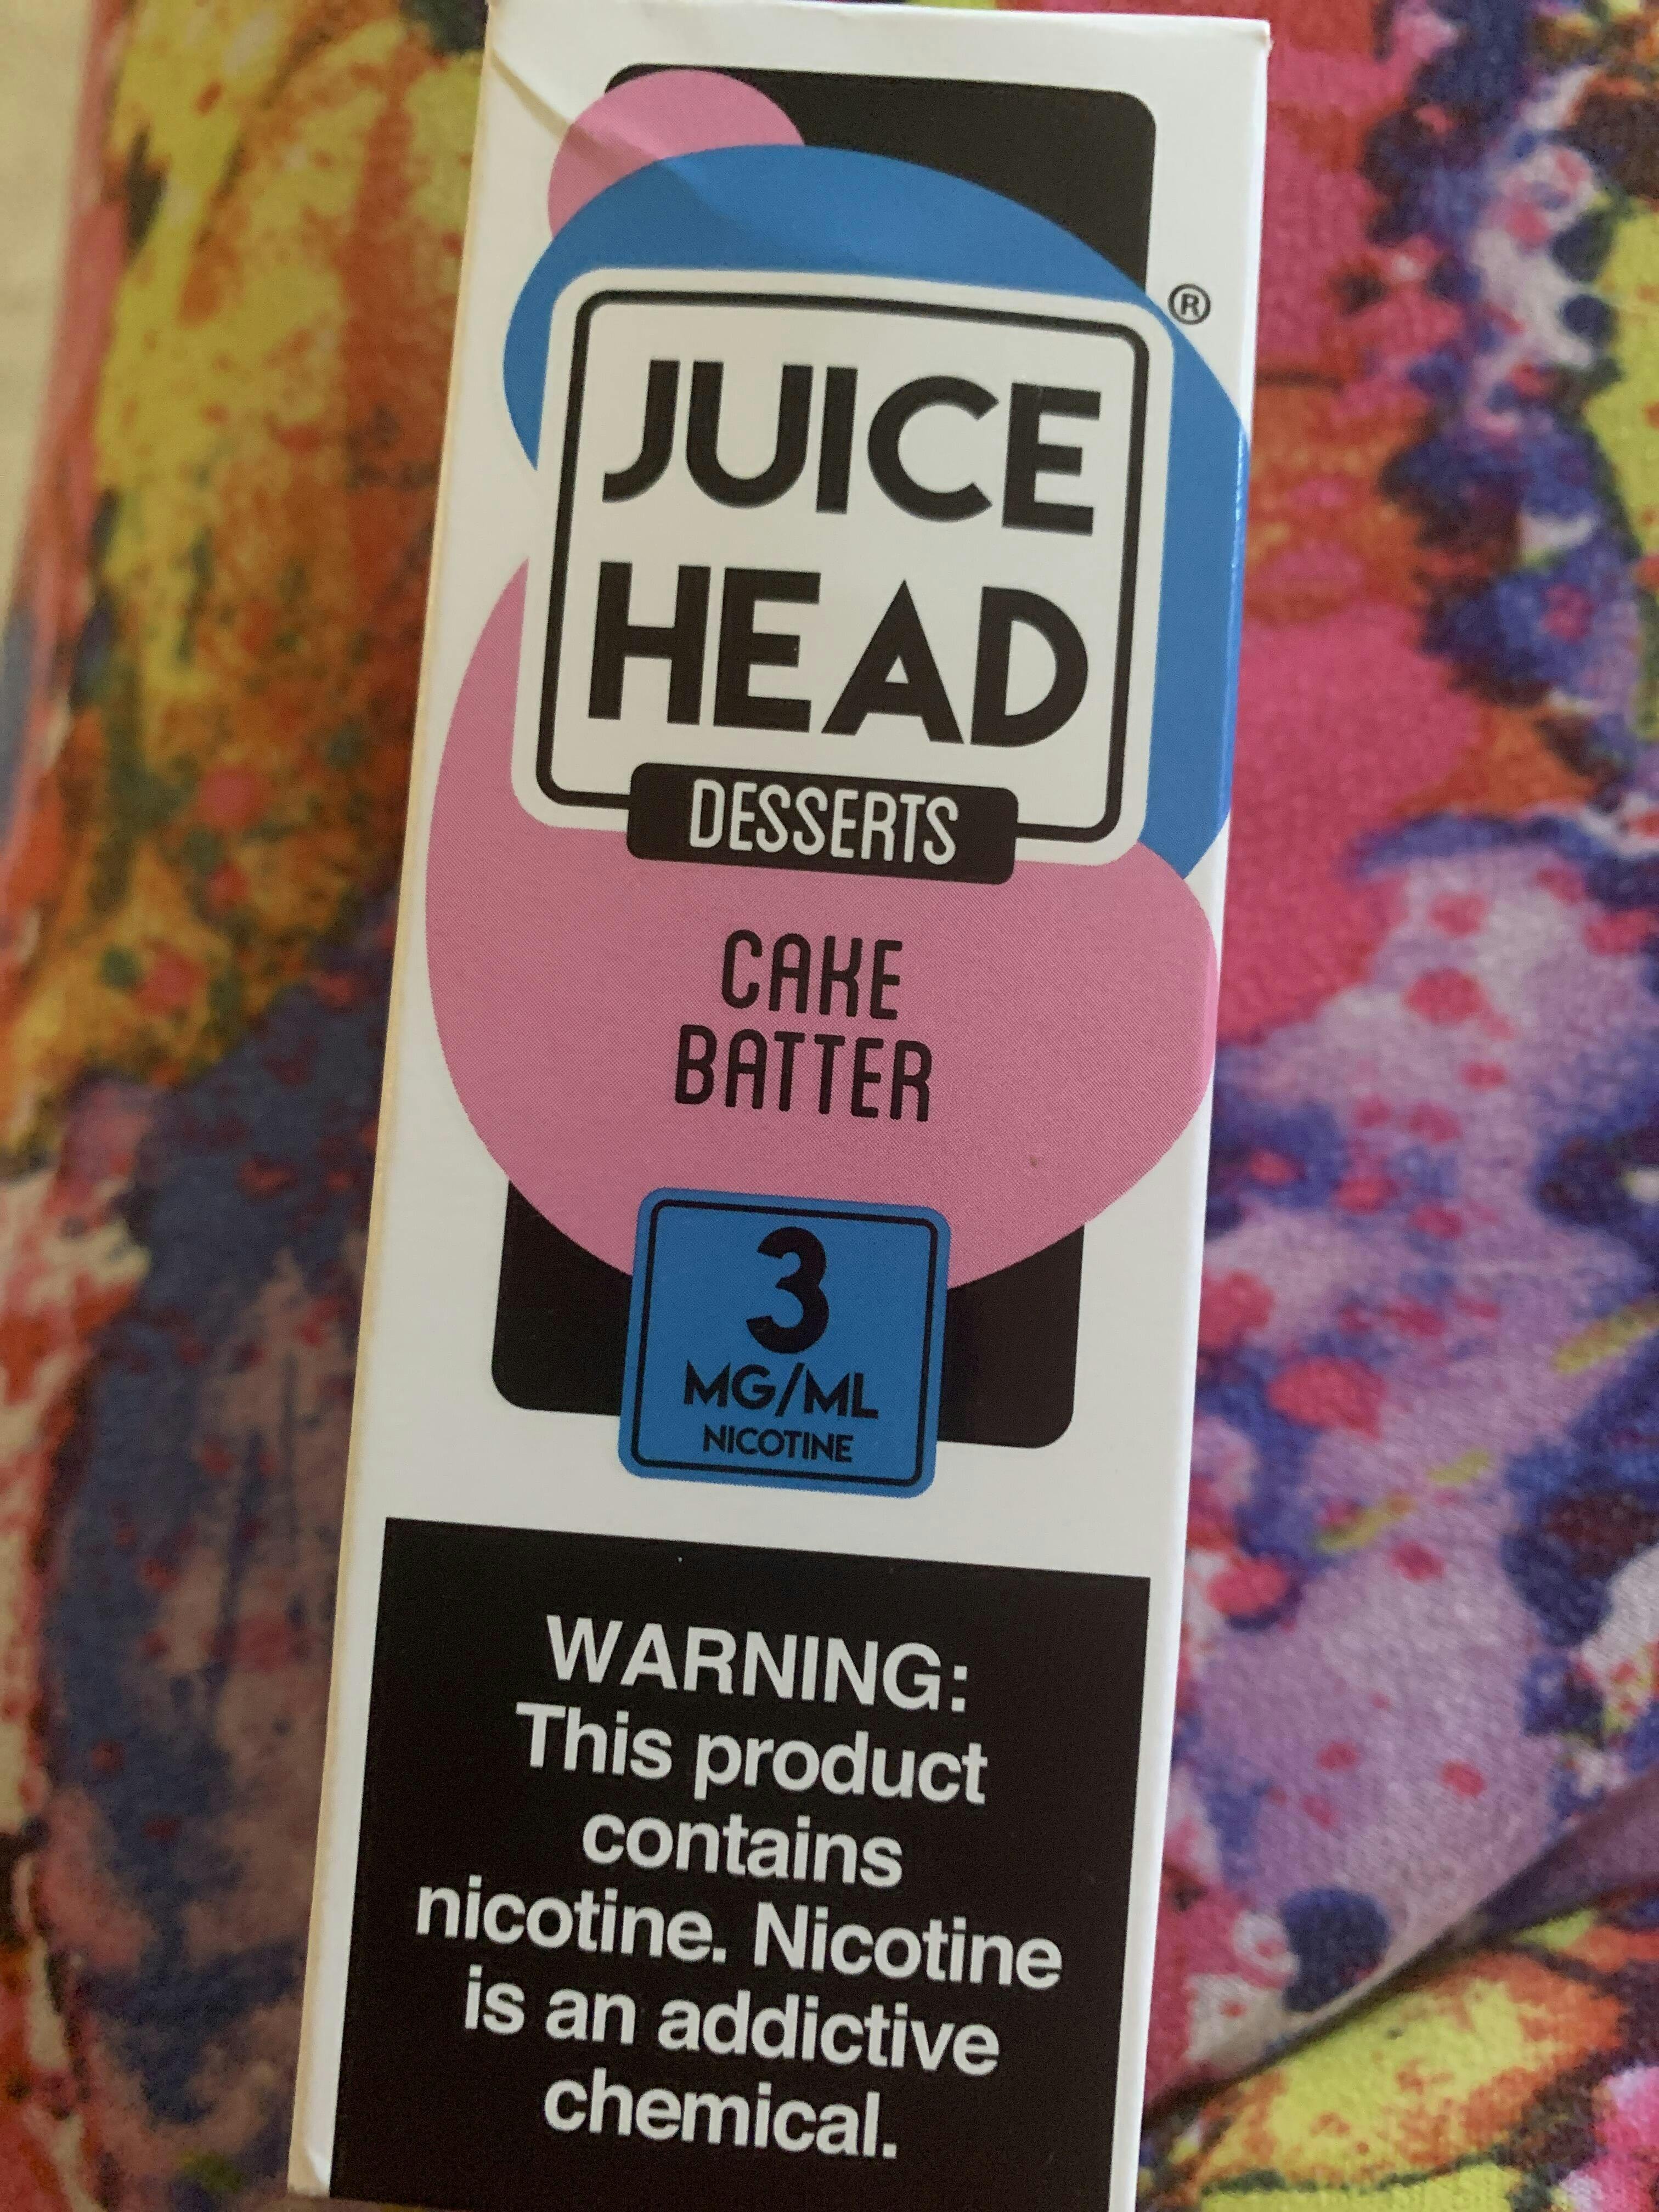 ®
JUICE
HEAD
DESSERTS
CAKE
BATTER
3
MG/ML
NICOTINE
WARNING:
This product
contains
nicotine. Nicotine
is an addictive
chemical.